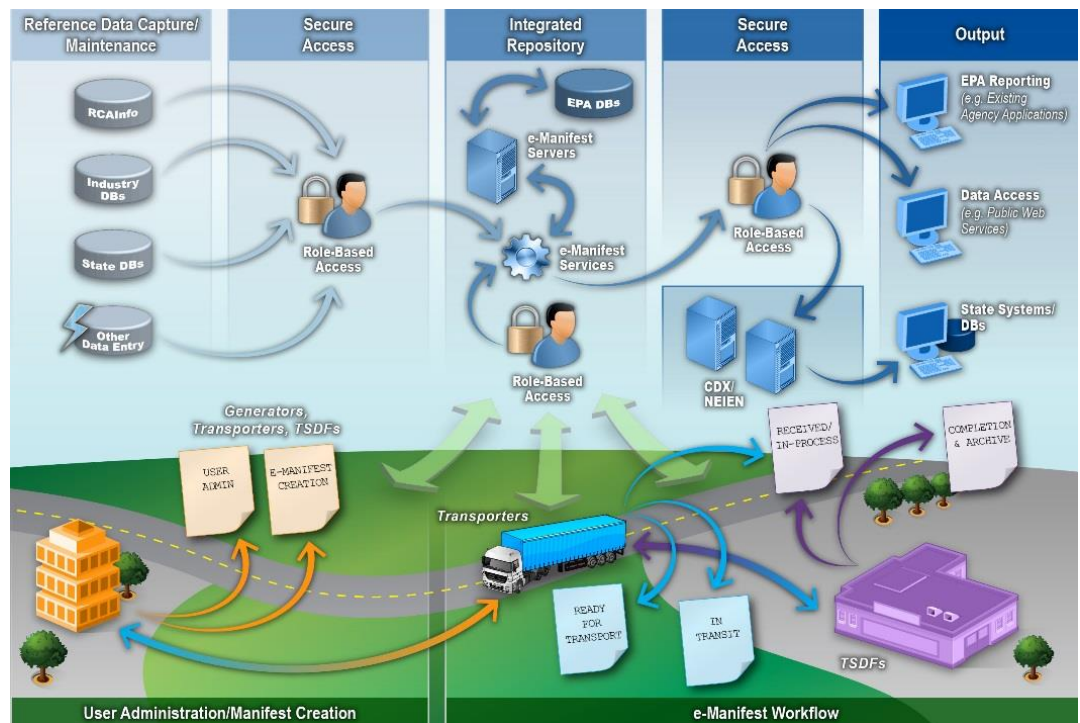 Reference Data Capture/
Maintenance
Secure
Access
Integrated
Repository
Secure
Access
Output
RCAInfo
Industry
DBs
State DBs
Other
Data Entry
Role-Based
Access
EPA DBs
e-Manifest
Servers
e-Manifest
Services
Role-Based
Access
Role-Based
Access
CDX/
NEIEN
EPA Reporting
(e.g. Existing
Agency Applications)
Data Access
(e.g. Public Web
Services)
State Systems/
DBs
Generators,
Transporters, TSDFs
USER
ADMIN
E-MANIFEST
CREATION
Transporters
READY
FOR
TRANSPORT
IN
TRANSIT
RECEIVED/
IN-PROCESS
COMPLETION
& ARCHIVE
TSDFs
User Administration/Manifest Creation
e-Manifest Workflow